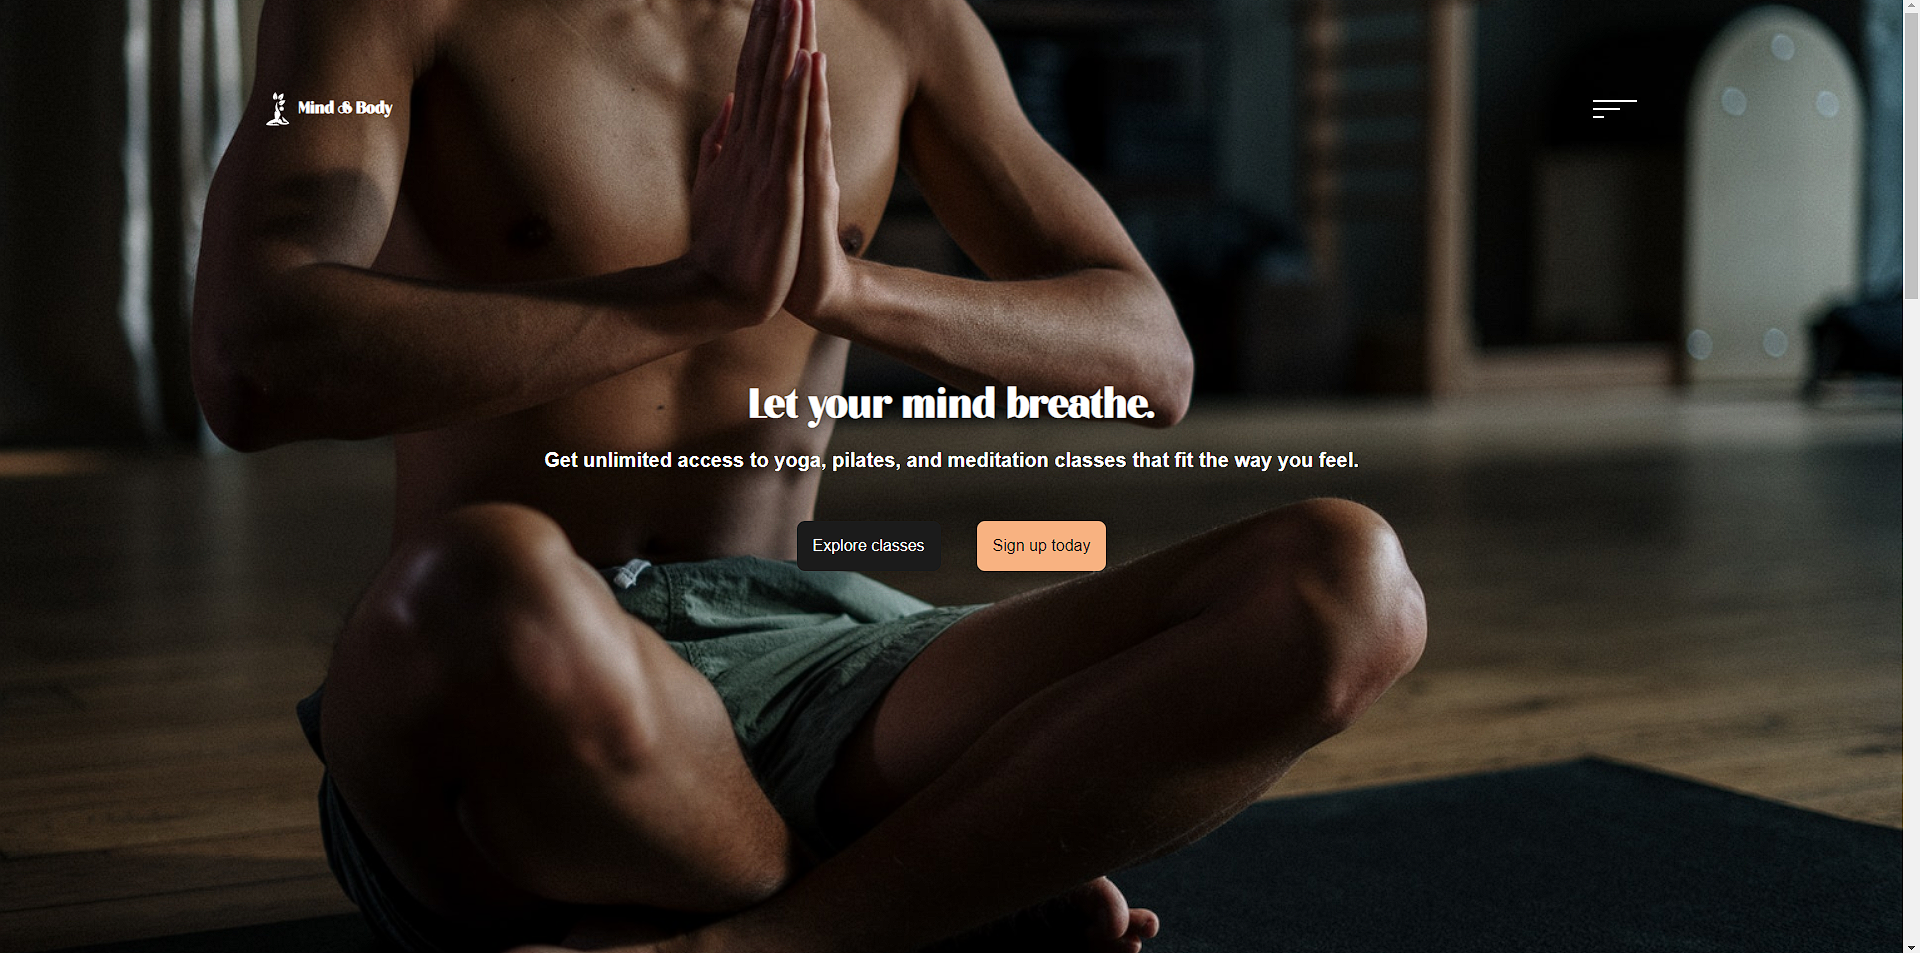 Mind & Body
Let your mind breathe.
Get unlimited access to yoga, pilates, and meditation classes that fit the way you feel.
Explore classes
Sign up today